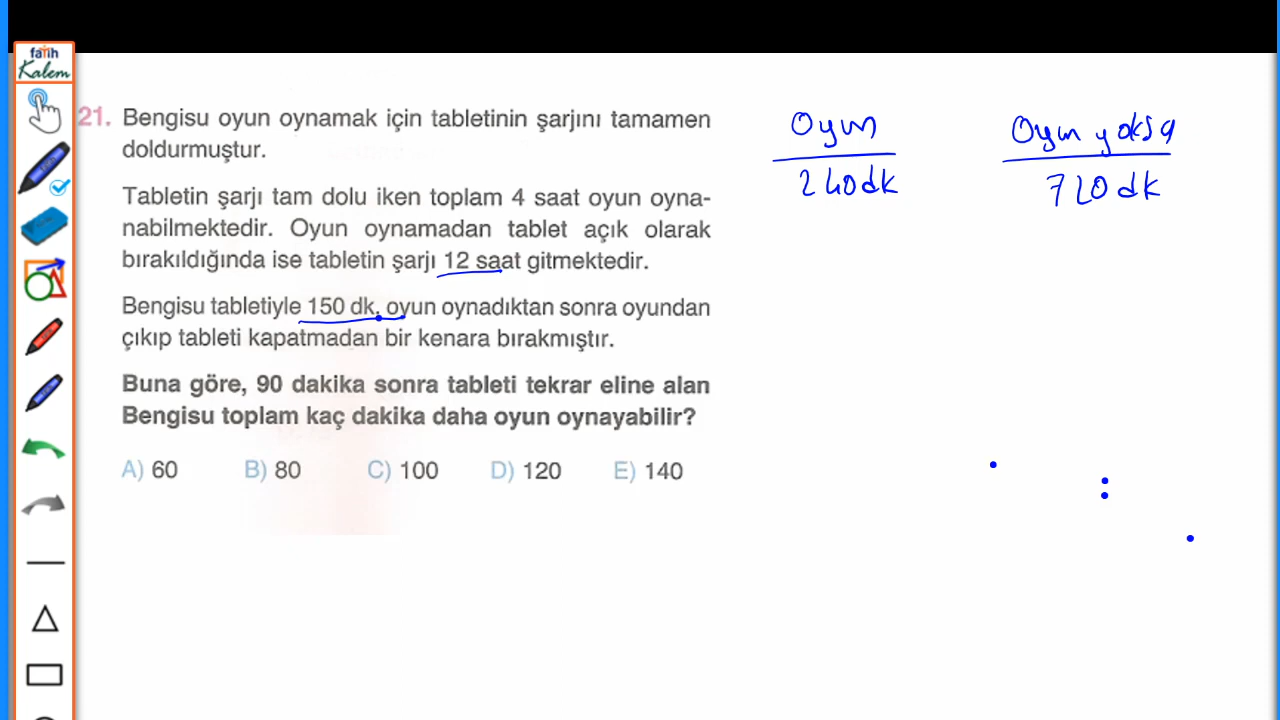 fatih
Kalem
21. Bengisu oyun oynamak için tabletinin şarjını tamamen
doldurmuştur.
Tabletin şarjı tam dolu iken toplam 4 saat oyun oyna-
nabilmektedir. Oyun oynamadan tablet açık olarak
bırakıldığında ise tabletin şarjı 12 saat gitmektedir.
Bengisu tabletiyle 150 dk. oyun oynadıktan sonra oyundan
çıkıp tableti kapatmadan bir kenara bırakmıştır.
Buna göre, 90 dakika sonra tableti tekrar eline alan
Bengisu toplam kaç dakika daha oyun oynayabilir?
A) 60 B) 80 C) 100 D) 120 E) 140
Oyun
240dk
Oyun yoksa
720dk